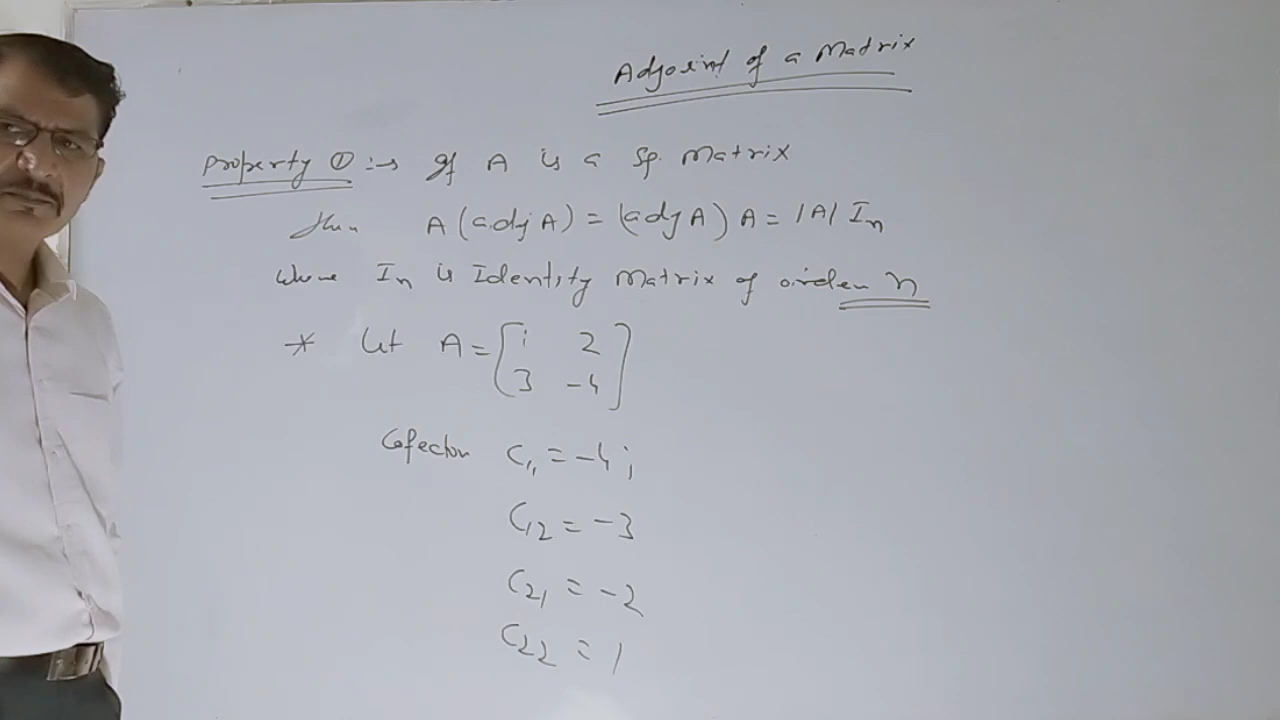 Adjoint of a Matrix
Property ① :→ If A is a Sq. Matrix
then A (adj A) = (adj A) A = |A| Iₙ
where Iₙ is Identity Matrix of order n
* Let A = [1 2
3 -4]
Cofactor C₁₁ = -4 ;
C₁₂ = -3
C₂₁ = -2
C₂₂ = 1